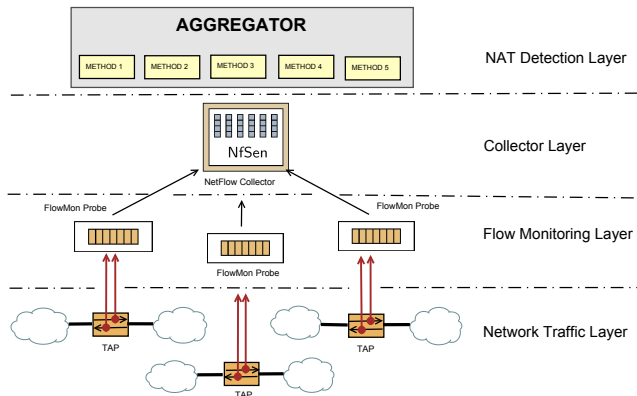 AGGREGATOR
METHOD 1
METHOD 2
METHOD 3
METHOD 4
METHOD 5
NAT Detection Layer
NfSen
NetFlow Collector
Collector Layer
FlowMon Probe
FlowMon Probe
FlowMon Probe
Flow Monitoring Layer
TAP
TAP
TAP
Network Traffic Layer